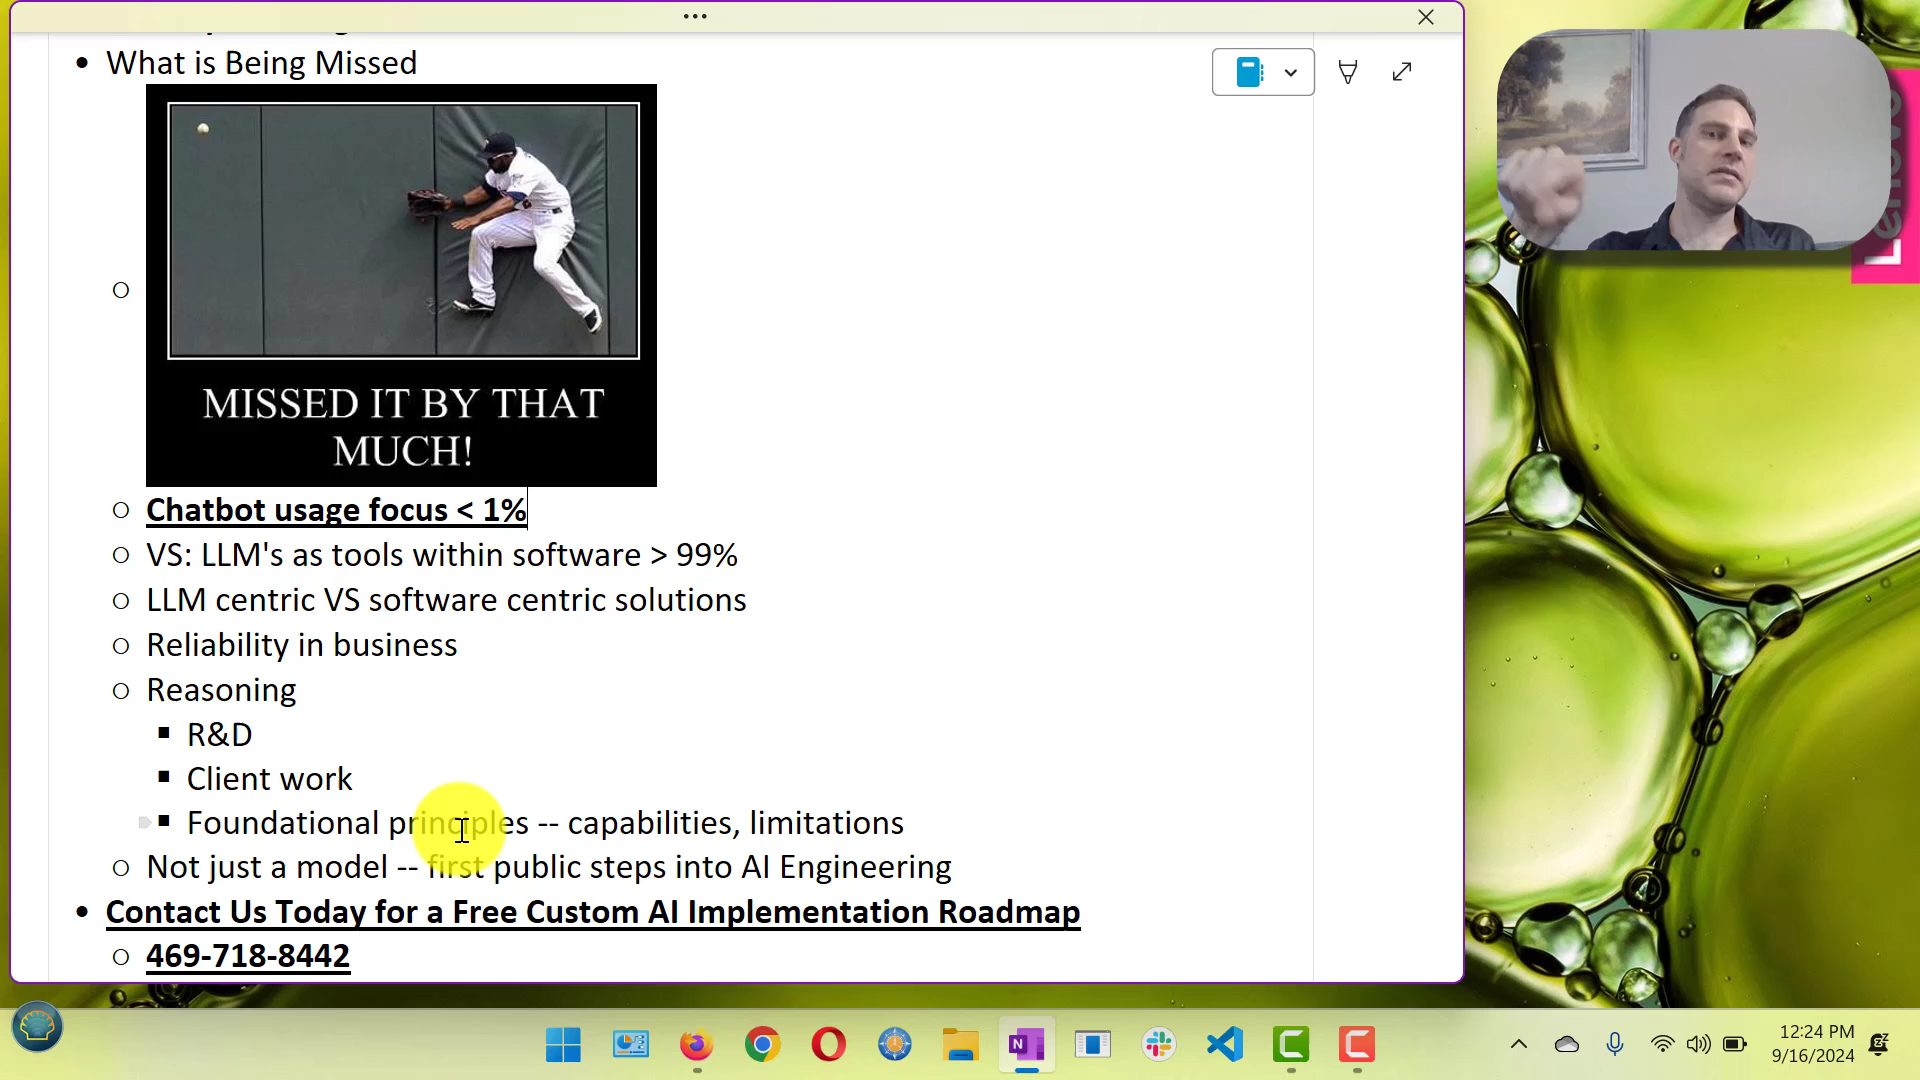 What is Being Missed
MISSED IT BY THAT
MUCH!
Chatbot usage focus < 1%
VS: LLM's as tools within software > 99%
LLM centric VS software centric solutions
Reliability in business
Reasoning
R&D
Client work
Foundational principles -- capabilities, limitations
Not just a model -- first public steps into AI Engineering
Contact Us Today for a Free Custom AI Implementation Roadmap
469-718-8442
Lenovo
N
12:24 PM
9/16/2024